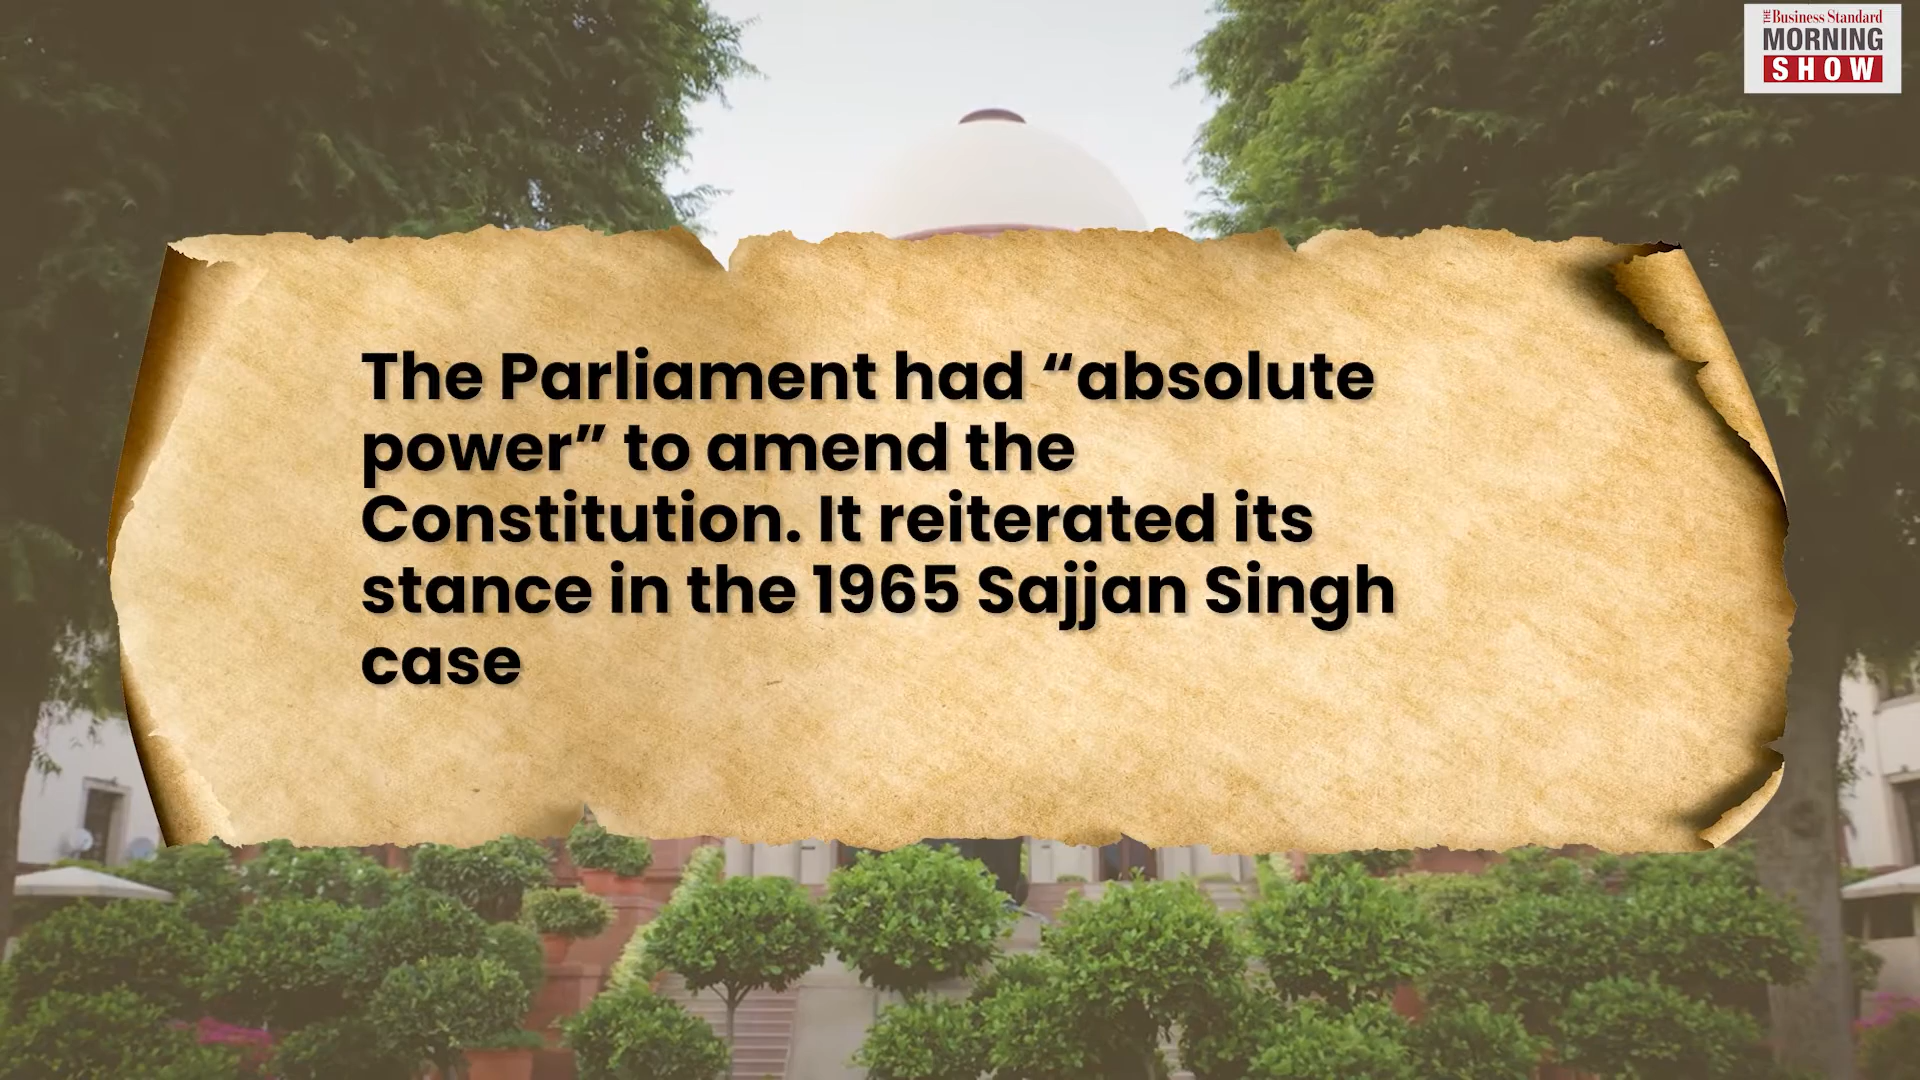 THE Business Standard
MORNING
SHOW
The Parliament had “absolute
power” to amend the
Constitution. It reiterated its
stance in the 1965 Sajjan Singh
case